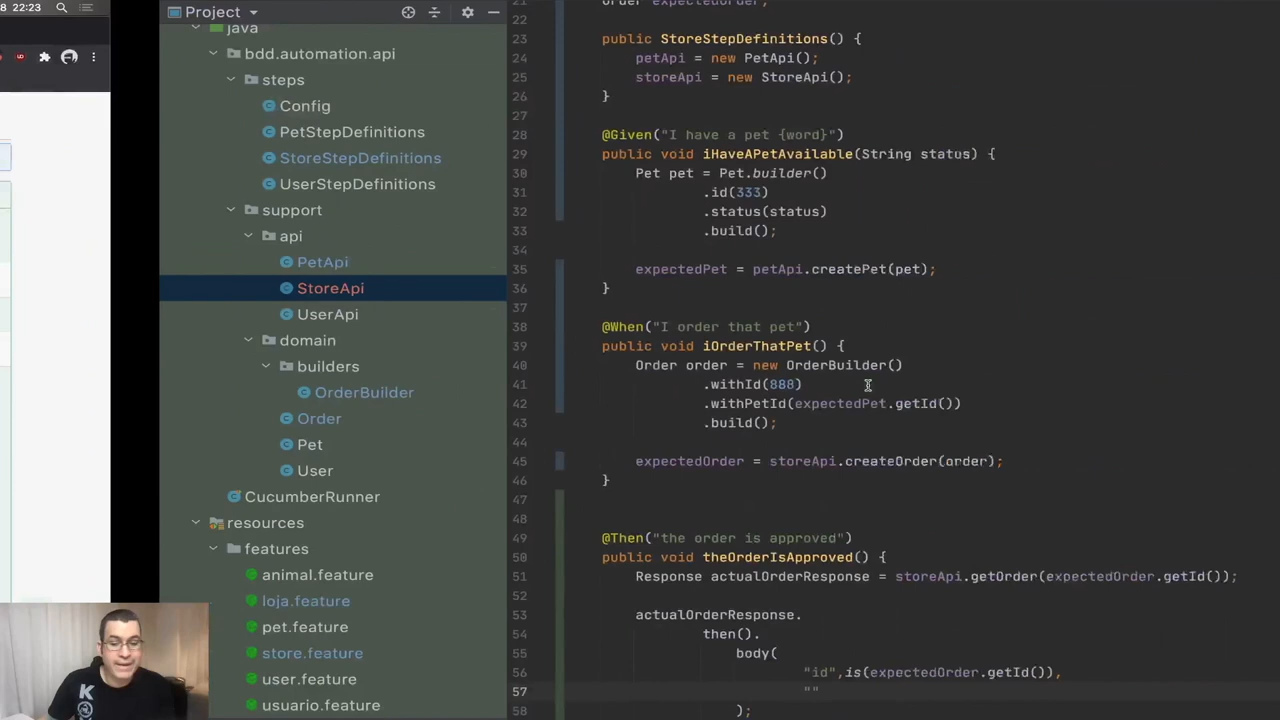 8 22:23
Project
java
bdd.automation.api
steps
Config
PetStepDefinitions
StoreStepDefinitions
UserStepDefinitions
support
api
PetApi
StoreApi
UserApi
domain
builders
OrderBuilder
Order
Pet
User
CucumberRunner
resources
features
animal.feature
loja.feature
pet.feature
store.feature
user.feature
usuario.feature
21 Order expectedOrder;
22
23 public StoreStepDefinitions() {
24 petApi = new PetApi();
25 storeApi = new StoreApi();
26 }
27
28 @Given("I have a pet {word}")
29 public void iHaveAPetAvailable(String status) {
30 Pet pet = Pet.builder()
31 .id(333)
32 .status(status)
33 .build();
34
35 expectedPet = petApi.createPet(pet);
36 }
37
38 @When("I order that pet")
39 public void iOrderThatPet() {
40 Order order = new OrderBuilder()
41 .withId(888)
42 .withPetId(expectedPet.getId())
43 .build();
44
45 expectedOrder = storeApi.createOrder(order);
46 }
47
48
49 @Then("the order is approved")
50 public void theOrderIsApproved() {
51 Response actualOrderResponse = storeApi.getOrder(expectedOrder.getId());
52
53 actualOrderResponse.
54 then().
55 body(
56 "id",is(expectedOrder.getId()),
57 ""
58 );
K